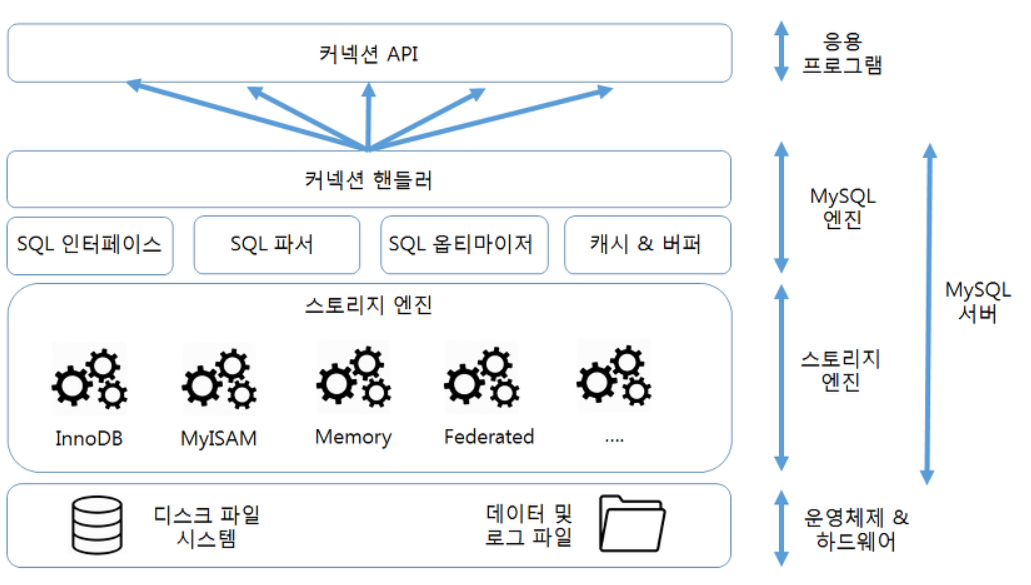 커넥션 API
응용
프로그램
커넥션 핸들러
SQL 인터페이스
SQL 파서
SQL 옵티마이저
캐시 & 버퍼
MySQL
엔진
MySQL
서버
스토리지 엔진
InnoDB
MyISAM
Memory
Federated
....
스토리지
엔진
디스크 파일
시스템
데이터 및
로그 파일
운영체제 &
하드웨어